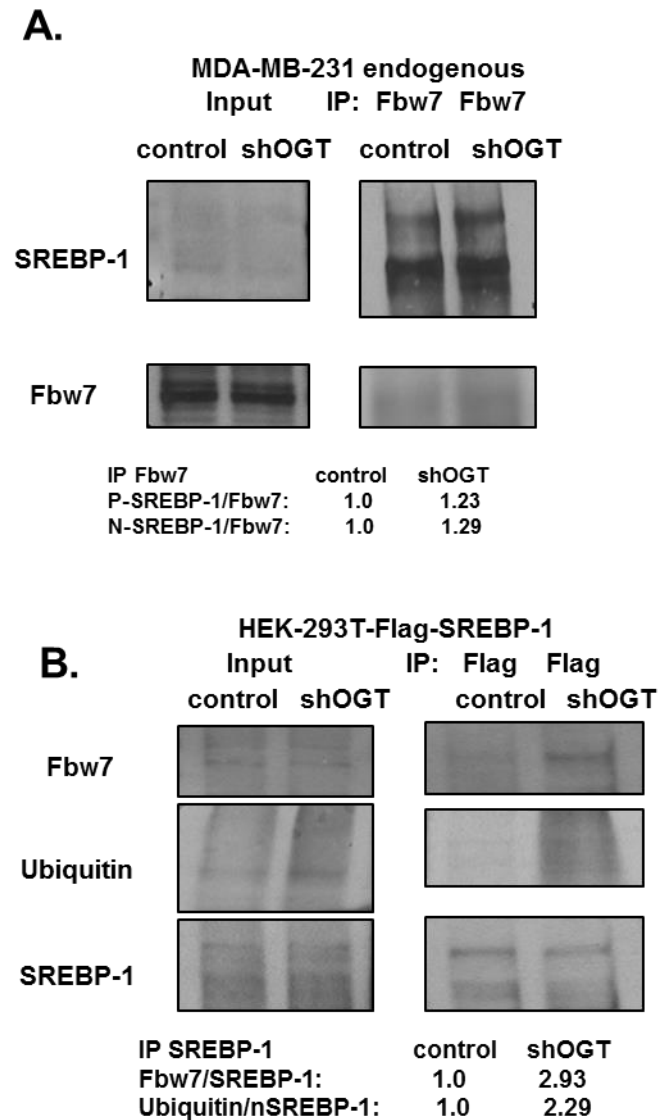 A.
MDA-MB-231 endogenous
Input IP: Fbw7 Fbw7
control shOGT control shOGT
SREBP-1
Fbw7
IP Fbw7 control shOGT
P-SREBP-1/Fbw7: 1.0 1.23
N-SREBP-1/Fbw7: 1.0 1.29
HEK-293T-Flag-SREBP-1
B.
Input IP: Flag Flag
control shOGT control shOGT
Fbw7
Ubiquitin
SREBP-1
IP SREBP-1 control shOGT
Fbw7/SREBP-1: 1.0 2.93
Ubiquitin/nSREBP-1: 1.0 2.29